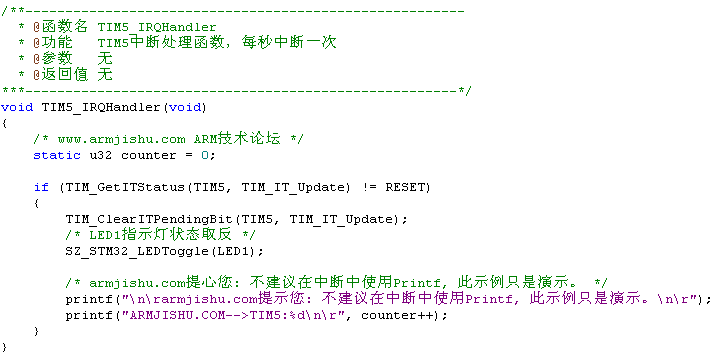 /**-------------------------------------------------------
  * @函数名 TIM5_IRQHandler
  * @功能   TIM5中断处理函数，每秒中断一次
  * @参数   无
  * @返回值 无
***------------------------------------------------------*/
void TIM5_IRQHandler(void)
{
    /* www.armjishu.com ARM技术论坛 */
    static u32 counter = 0;

    if (TIM_GetITStatus(TIM5, TIM_IT_Update) != RESET)
    {
        TIM_ClearITPendingBit(TIM5, TIM_IT_Update);
        /* LED1指示灯状态取反 */
        SZ_STM32_LEDToggle(LED1);

        /* armjishu.com提心您：不建议在中断中使用Printf, 此示例只是演示。 */
        printf("\n\rarmjishu.com提示您：不建议在中断中使用Printf, 此示例只是演示。\n\r");
        printf("ARMJISHU.COM-->TIM5:%d\n\r", counter++);
    }
}